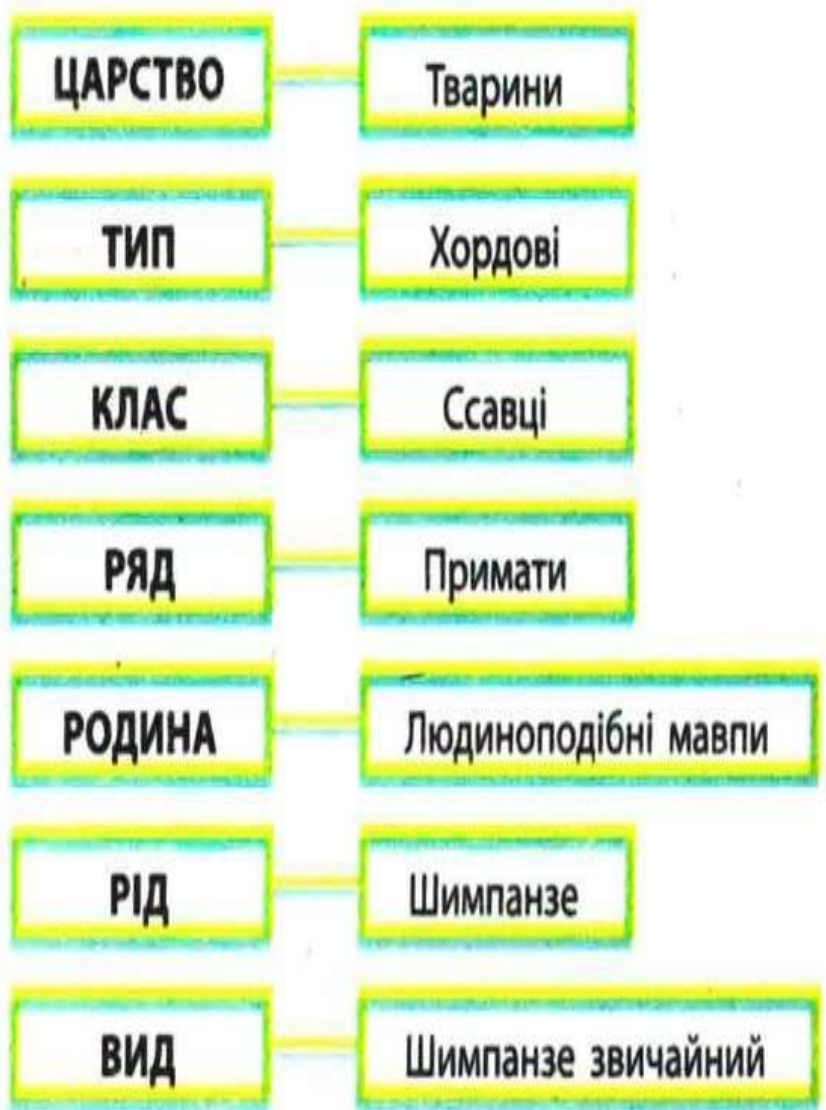 ЦАРСТВО Тварини
ТИП Хордові
КЛАС Ссавці
РЯД Примати
РОДИНА Людиноподібні мавпи
РІД Шимпанзе
ВИД Шимпанзе звичайний